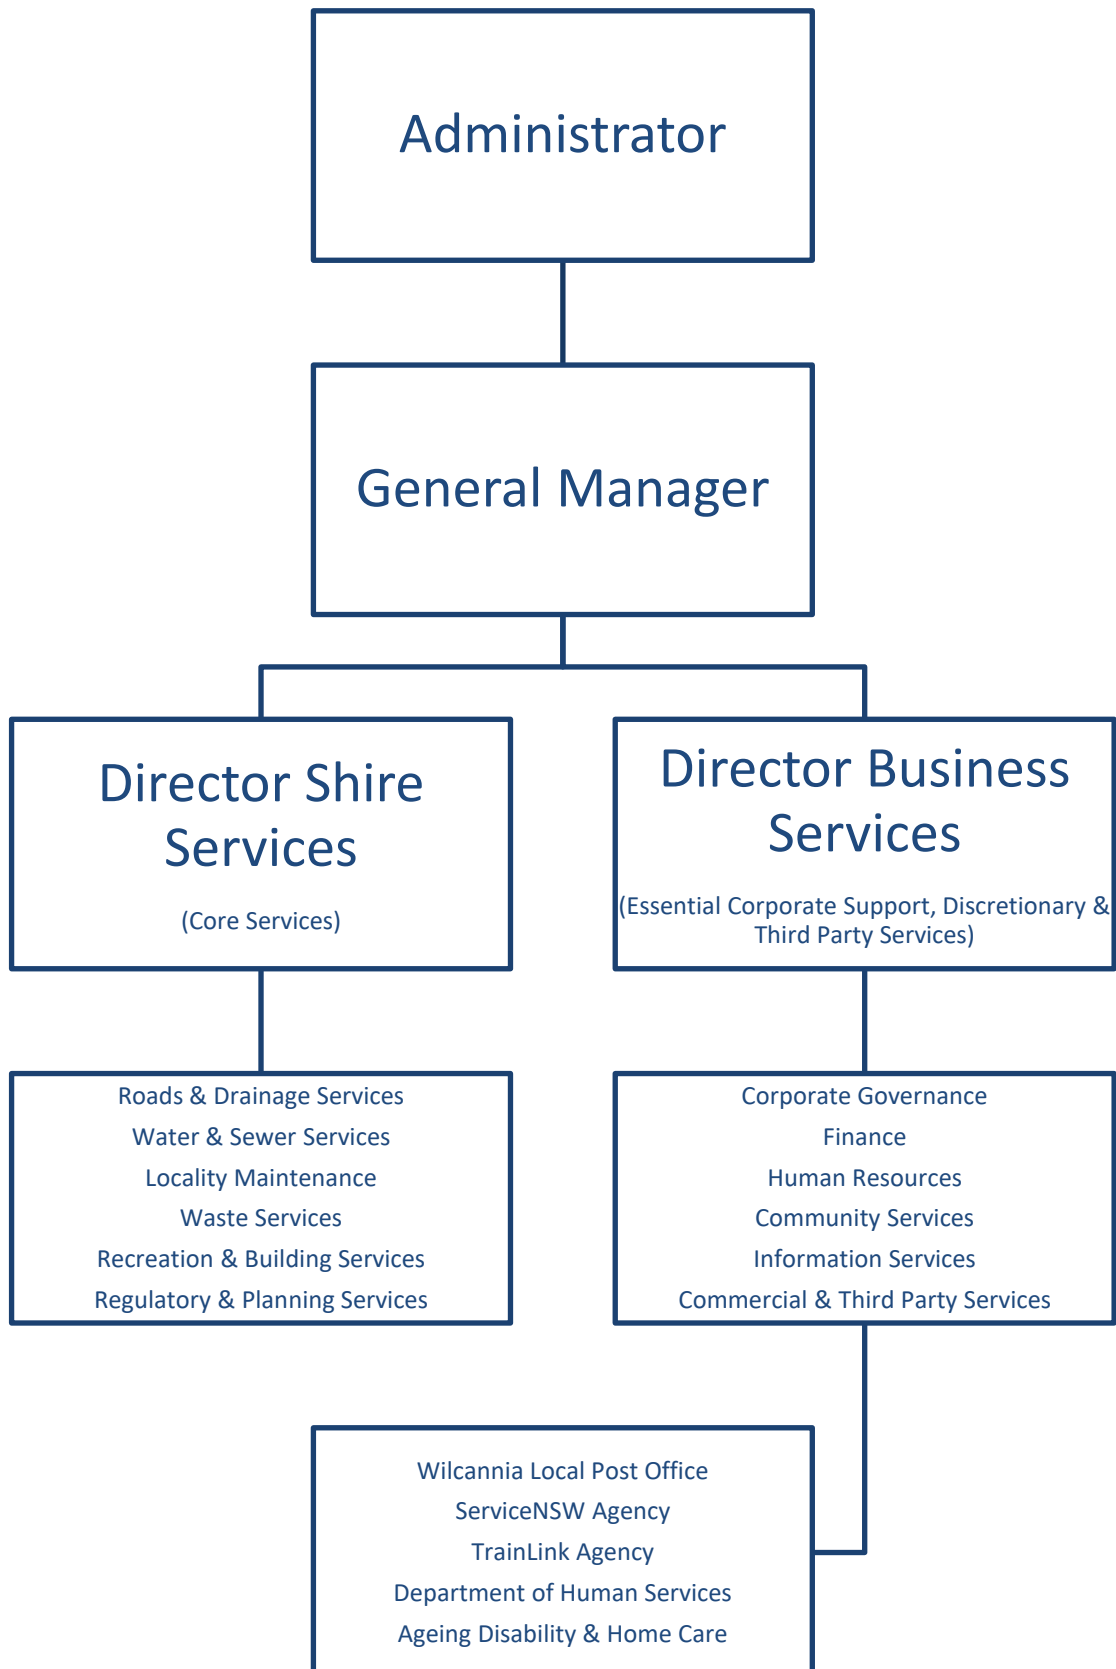 Administrator
General Manager
Director Shire
Services
(Core Services)
Director Business
Services
(Essential Corporate Support, Discretionary &
Third Party Services)
Roads & Drainage Services
Water & Sewer Services
Locality Maintenance
Waste Services
Recreation & Building Services
Regulatory & Planning Services
Corporate Governance
Finance
Human Resources
Community Services
Information Services
Commercial & Third Party Services
Wilcannia Local Post Office
ServiceNSW Agency
TrainLink Agency
Department of Human Services
Ageing Disability & Home Care